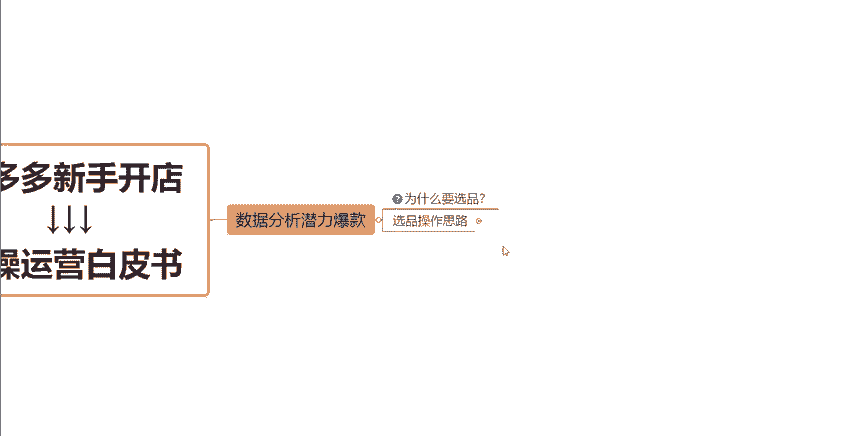 多多新手开店
↓↓↓
操运营白皮书
数据分析潜力爆款
为什么要选品?
选品操作思路